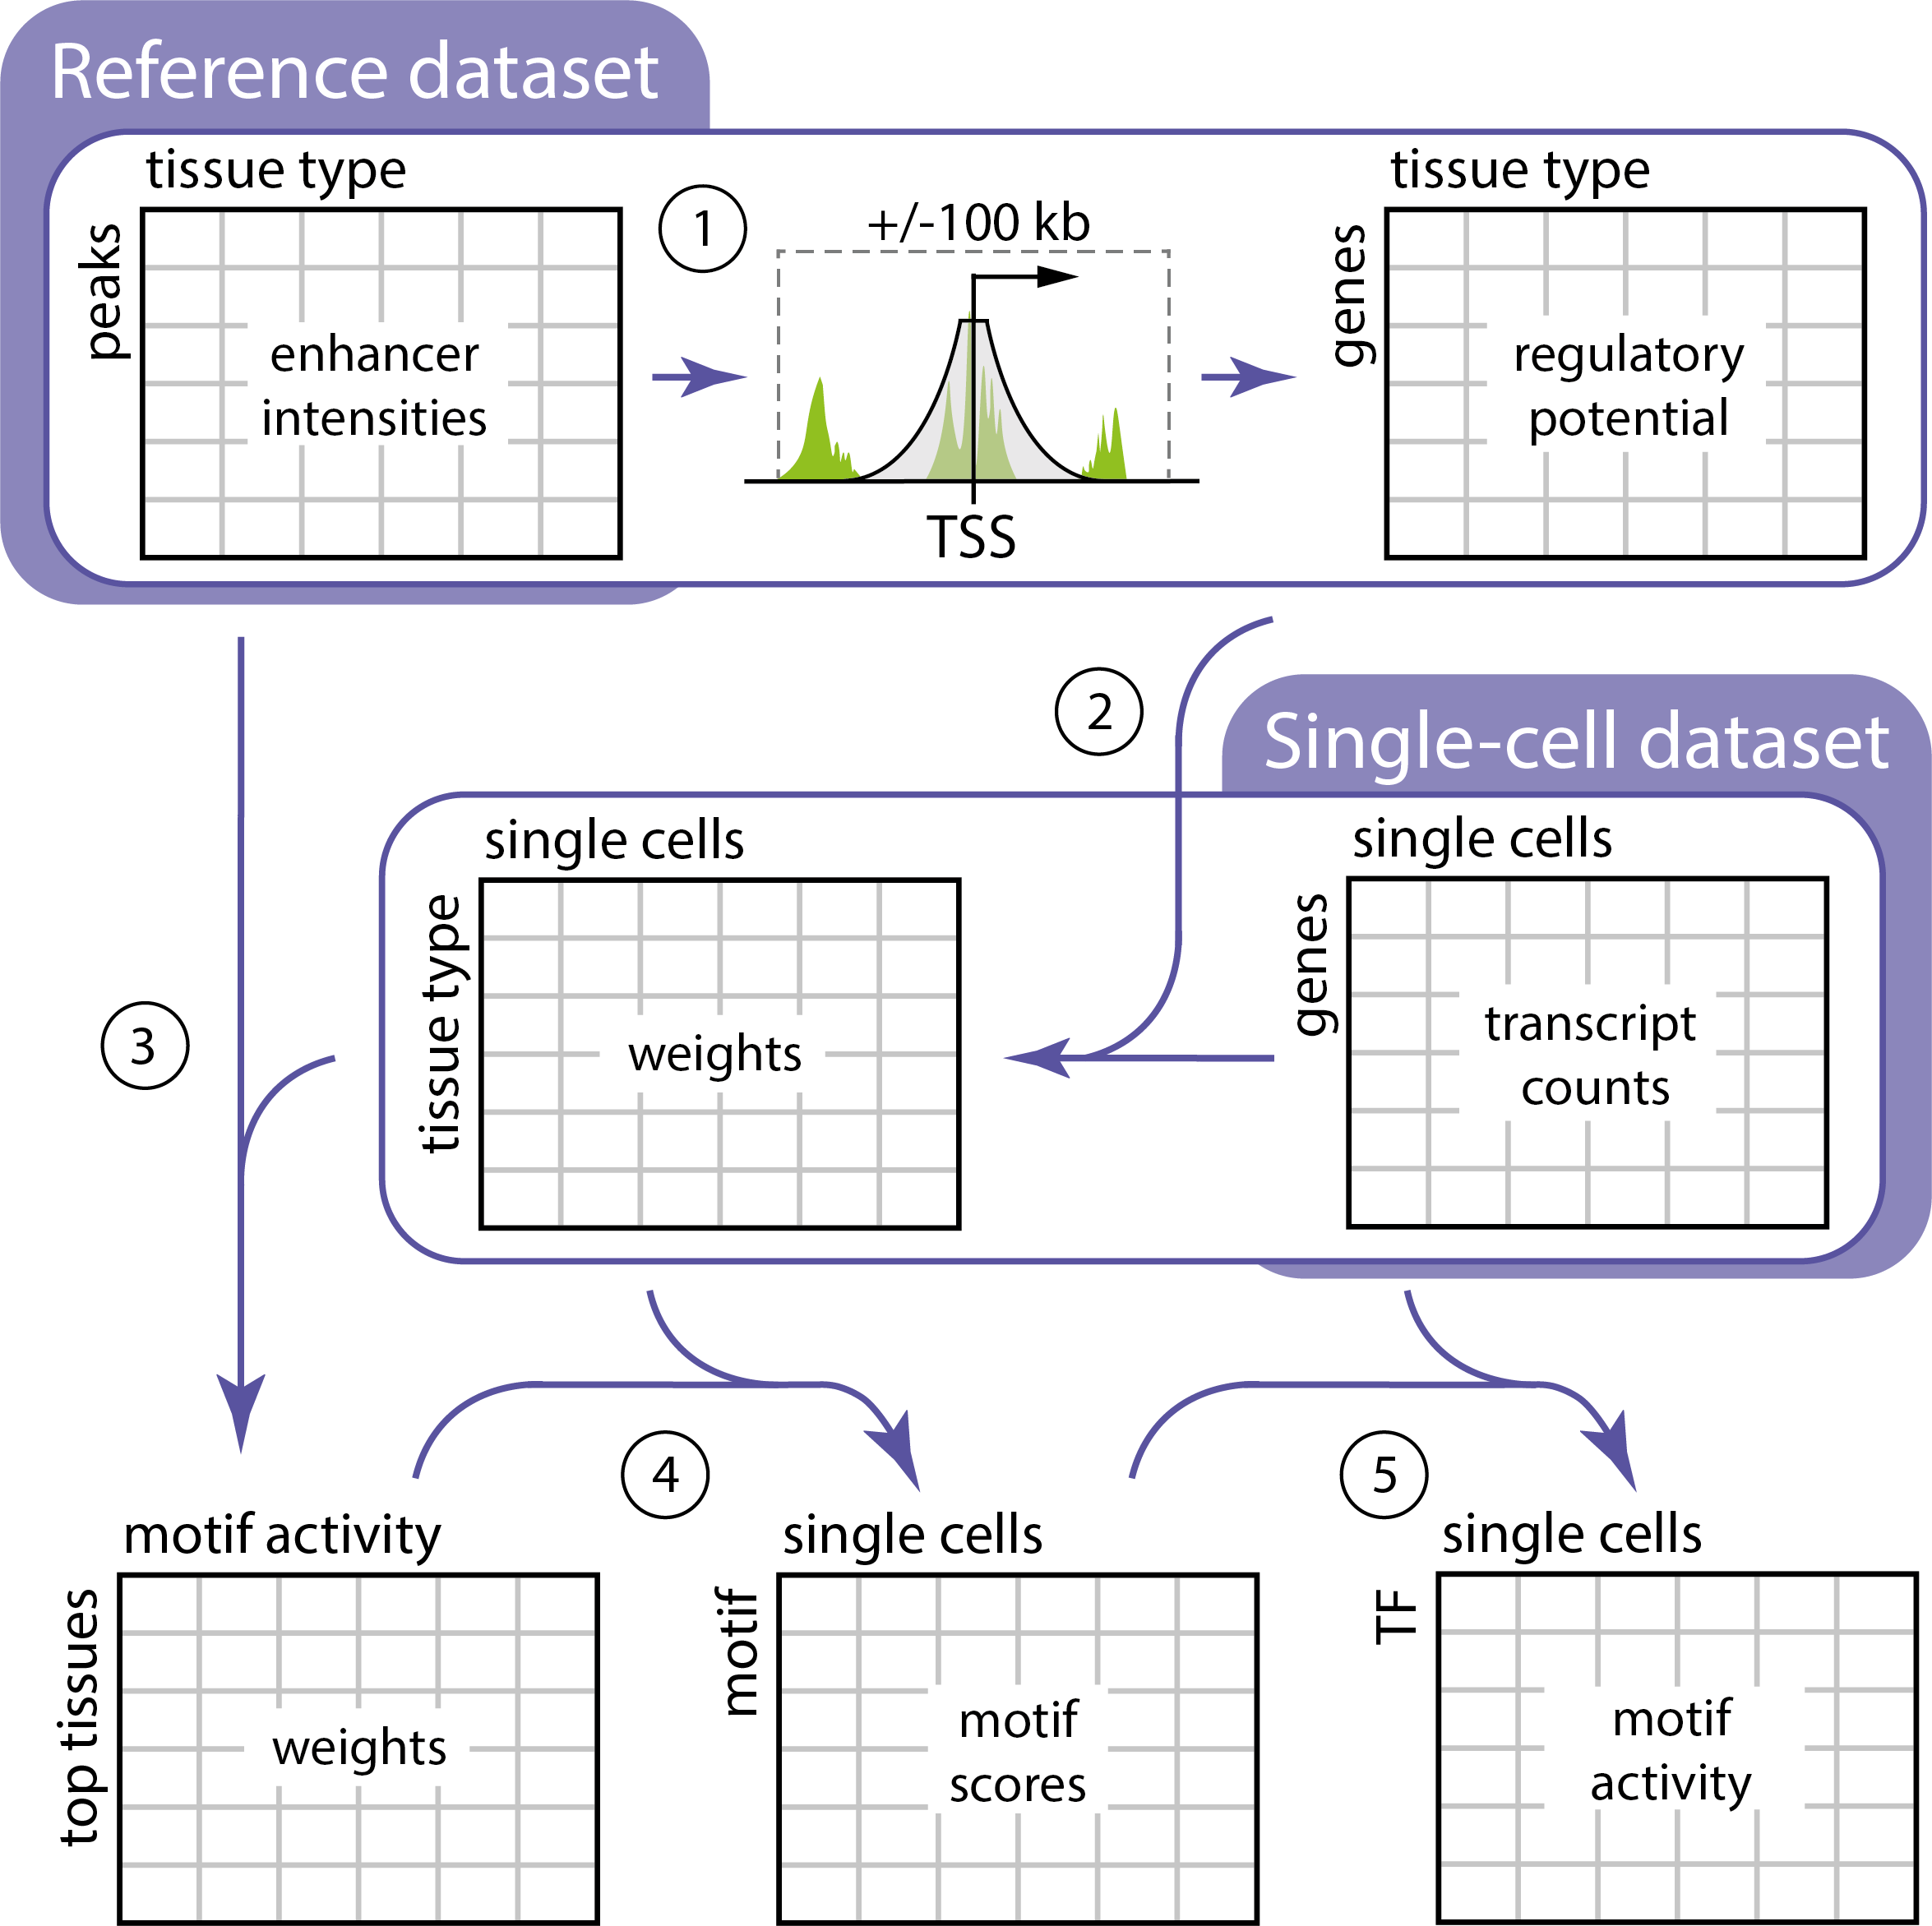 Reference dataset
tissue type
peaks
enhancer
intensities
1
+/-100 kb
TSS
tissue type
genes
regulatory
potential
2
Single-cell dataset
single cells
tissue type
weights
single cells
genes
transcript
counts
3
4
5
motif activity
top tissues
weights
single cells
motif
motif
scores
single cells
TF
motif
activity